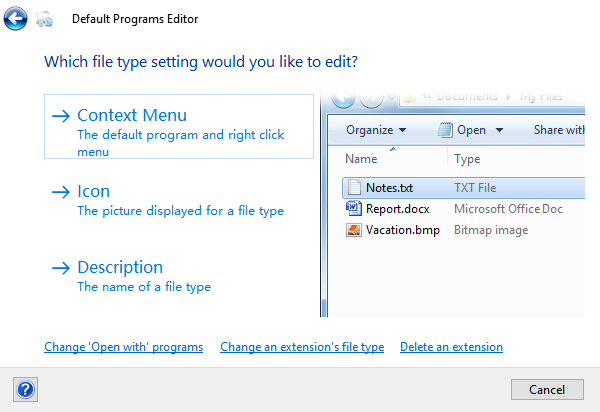 Default Programs Editor
Which file type setting would you like to edit?
Context Menu
The default program and right click
menu
Icon
The picture displayed for a file type
Description
The name of a file type
« Documents ▸ My Files
Organize ▾ Open ▾ Share with
Name Type
Notes.txt TXT File
Report.docx Microsoft Office Doc
Vacation.bmp Bitmap image
Change 'Open with' programs Change an extension's file type Delete an extension
? Cancel